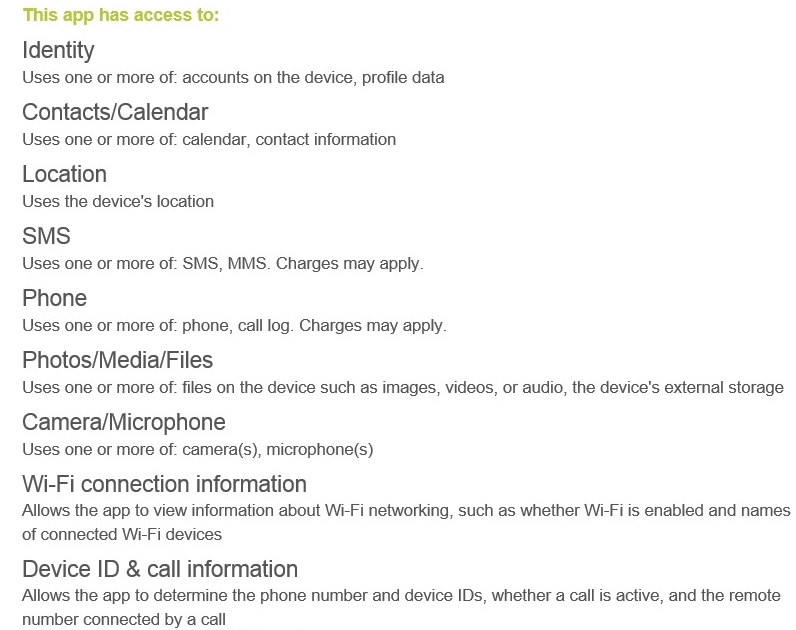 This app has access to:
Identity
Uses one or more of: accounts on the device, profile data
Contacts/Calendar
Uses one or more of: calendar, contact information
Location
Uses the device's location
SMS
Uses one or more of: SMS, MMS. Charges may apply.
Phone
Uses one or more of: phone, call log. Charges may apply.
Photos/Media/Files
Uses one or more of: files on the device such as images, videos, or audio, the device's external storage
Camera/Microphone
Uses one or more of: camera(s), microphone(s)
Wi-Fi connection information
Allows the app to view information about Wi-Fi networking, such as whether Wi-Fi is enabled and names
of connected Wi-Fi devices
Device ID & call information
Allows the app to determine the phone number and device IDs, whether a call is active, and the remote
number connected by a call